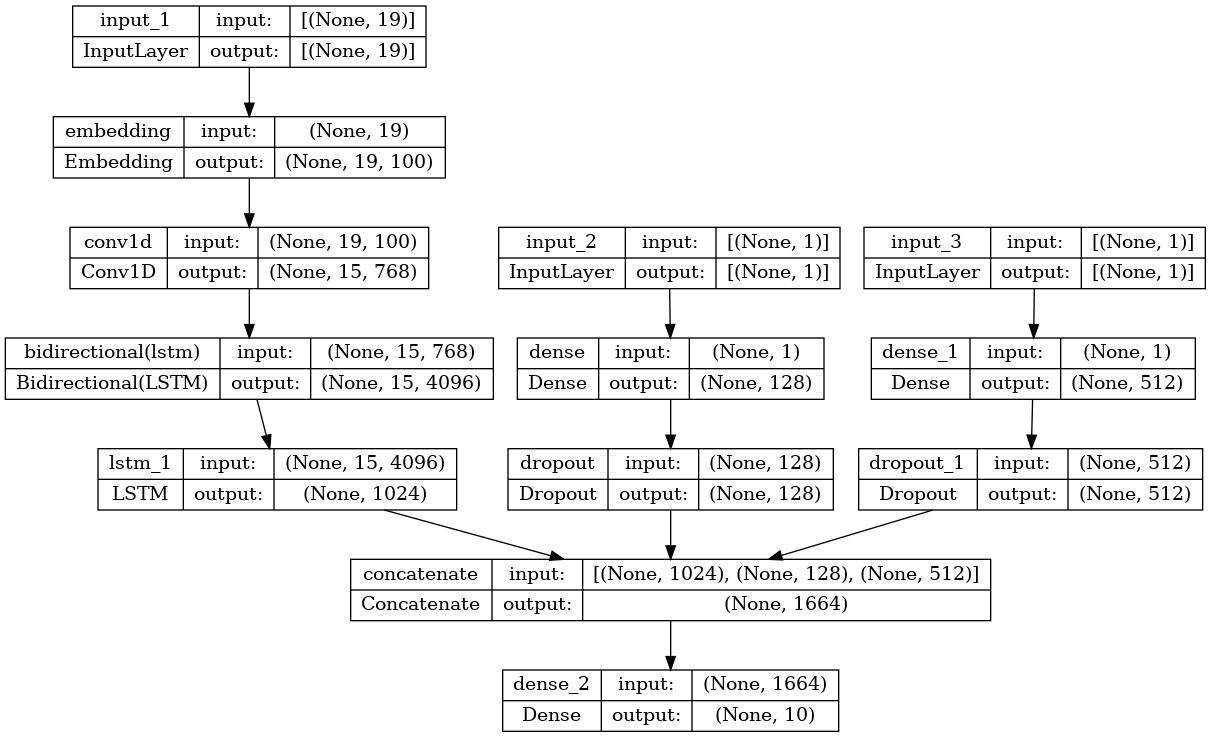 input_1 input: [(None, 19)]
InputLayer output: [(None, 19)]
embedding input: (None, 19)
Embedding output: (None, 19, 100)
conv1d input: (None, 19, 100)
Conv1D output: (None, 15, 768)
input_2 input: [(None, 1)]
InputLayer output: [(None, 1)]
input_3 input: [(None, 1)]
InputLayer output: [(None, 1)]
bidirectional(lstm) input: (None, 15, 768)
Bidirectional(LSTM) output: (None, 15, 4096)
dense input: (None, 1)
Dense output: (None, 128)
dense_1 input: (None, 1)
Dense output: (None, 512)
lstm_1 input: (None, 15, 4096)
LSTM output: (None, 1024)
dropout input: (None, 128)
Dropout output: (None, 128)
dropout_1 input: (None, 512)
Dropout output: (None, 512)
concatenate input: [(None, 1024), (None, 128), (None, 512)]
Concatenate output: (None, 1664)
dense_2 input: (None, 1664)
Dense output: (None, 10)